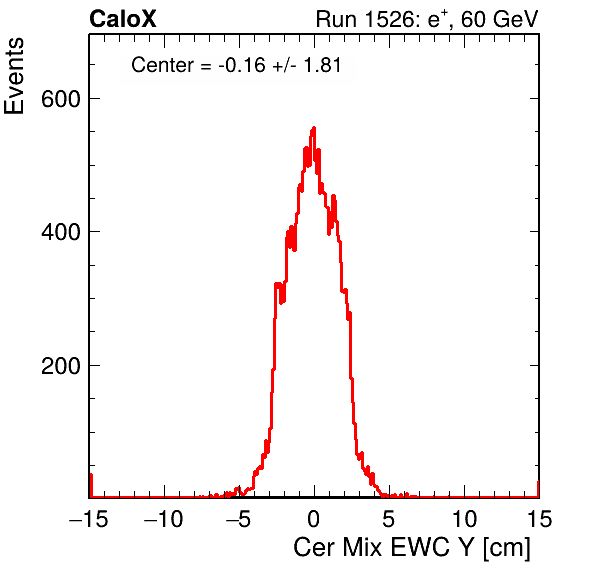 CaloX Run 1526: e⁺, 60 GeV
Center = -0.16 +/- 1.81
Events
600
400
200
−15 −10 −5 0 5 10 15
Cer Mix EWC Y [cm]